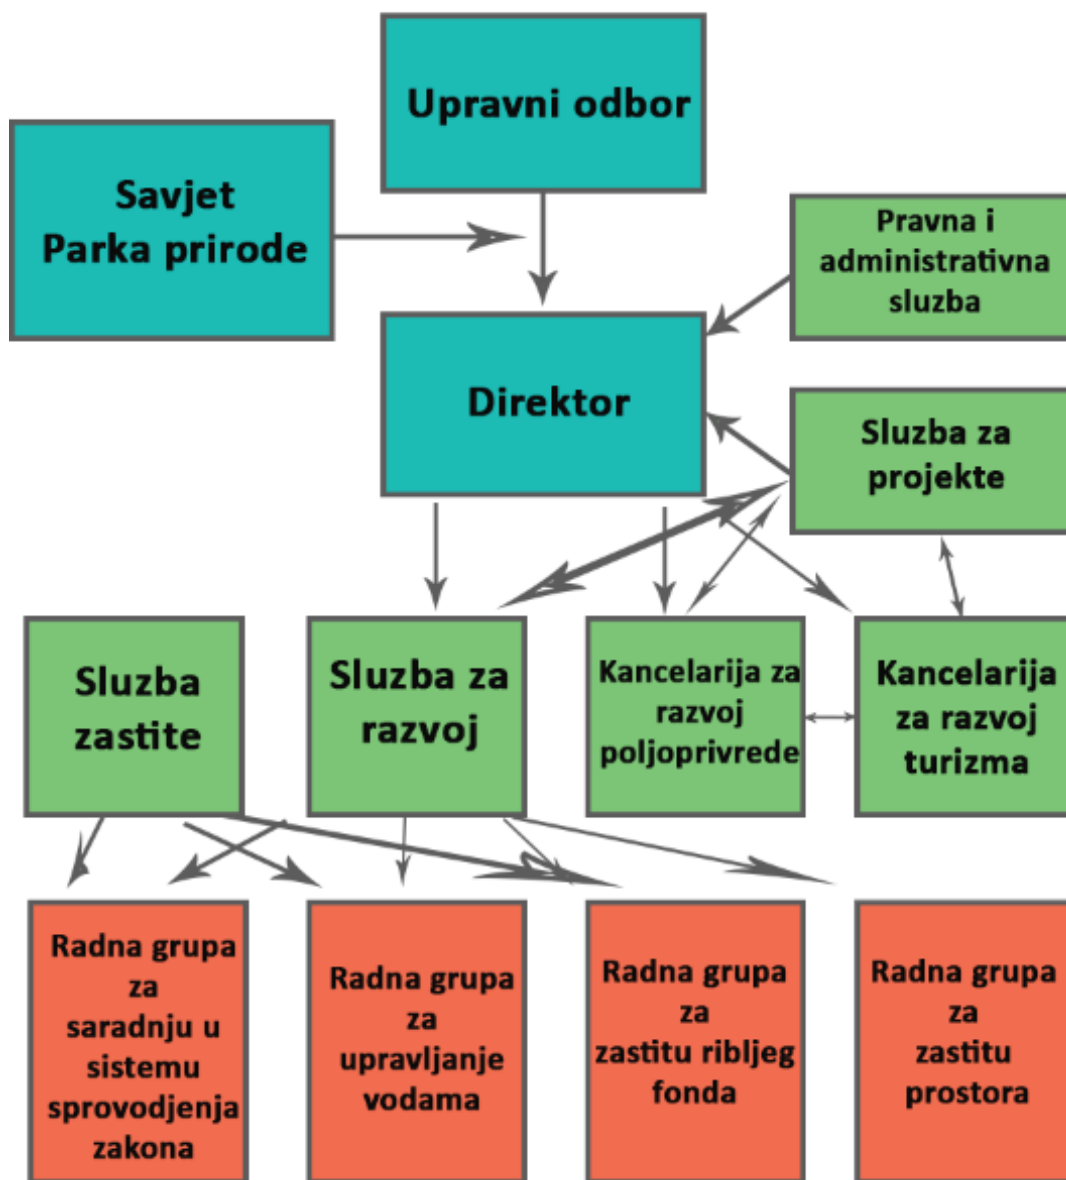 Upravni odbor
Savjet
Parka prirode
Pravna i
administrativna
sluzba
Direktor
Sluzba za
projekte
Sluzba
zastite
Sluzba za
razvoj
Kancelarija za
razvoj
poljoprivrede
Kancelarija
za razvoj
turizma
Radna grupa
za
saradnju u
sistemu
sprovodjenja
zakona
Radna grupa
za
upravljanje
vodama
Radna grupa
za
zastitu ribljeg
fonda
Radna grupa
za
zastitu
prostora